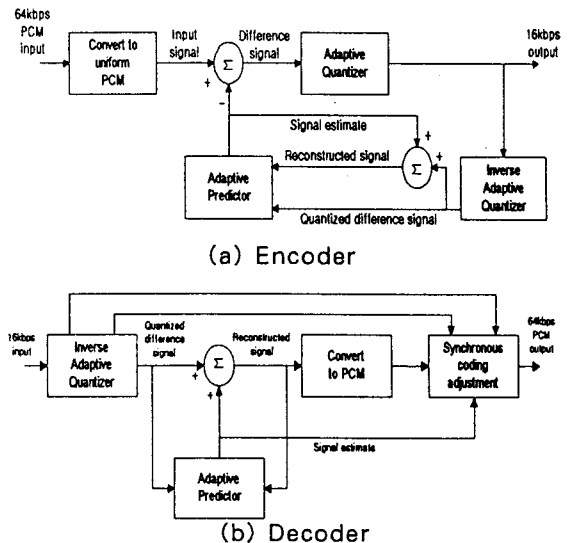 64kbps
PCM
input
Convert to
uniform
PCM
Input
signal
+
Σ
−
Difference
signal
Adaptive
Quantizer
16kbps
output
Signal estimate
+
Σ
+
Reconstructed signal
Adaptive
Predictor
Inverse
Adaptive
Quantizer
Quantized difference signal
(a) Encoder
16kbps
input
Inverse
Adaptive
Quantizer
Quantized
difference
signal
+
Σ
+
Reconstructed
signal
Convert
to PCM
Synchronous
coding
adjustment
64kbps
PCM
output
Signal estimate
Adaptive
Predictor
(b) Decoder